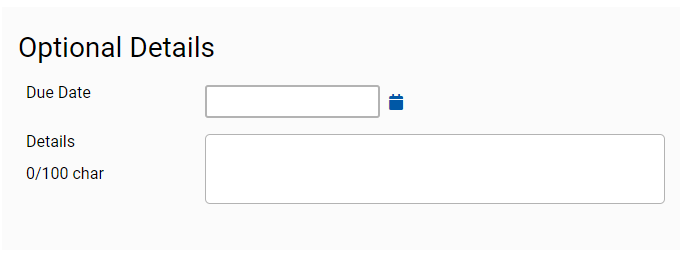 Optional Details
Due Date
Details
0/100 char